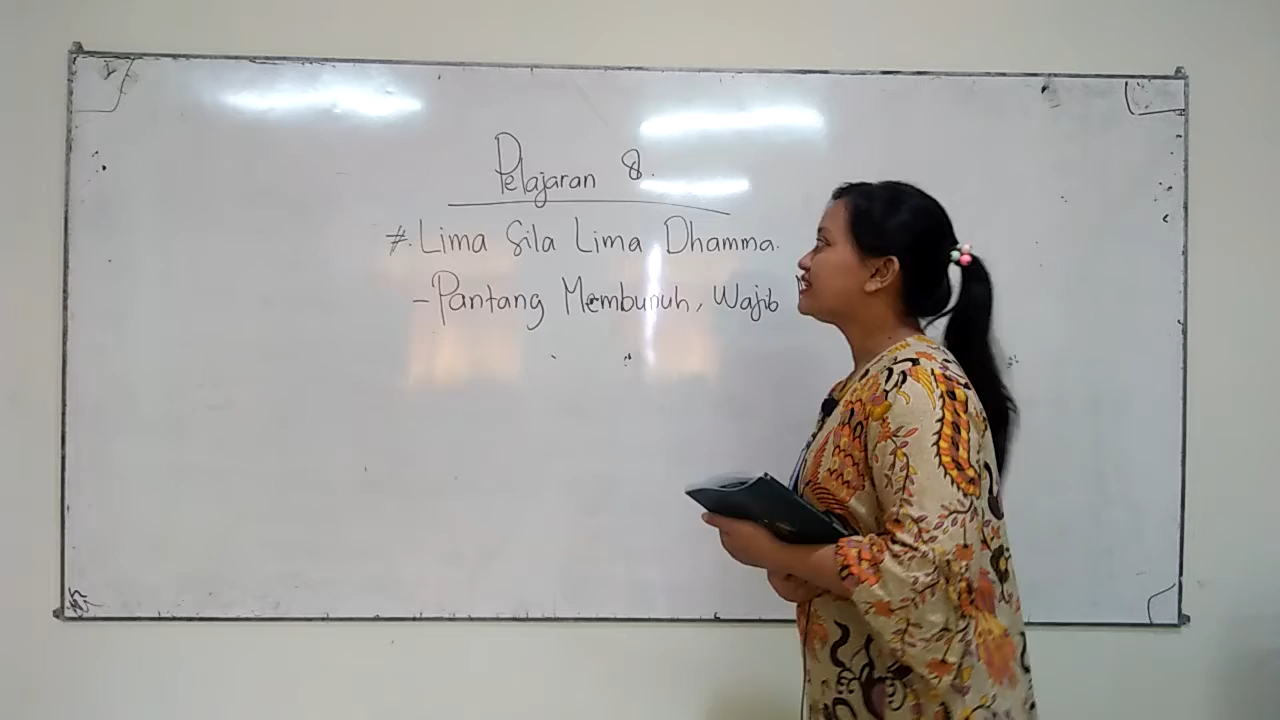 Pelajaran 8.
#. Lima Sila Lima Dhamma.
- Pantang Membunuh, Wajib